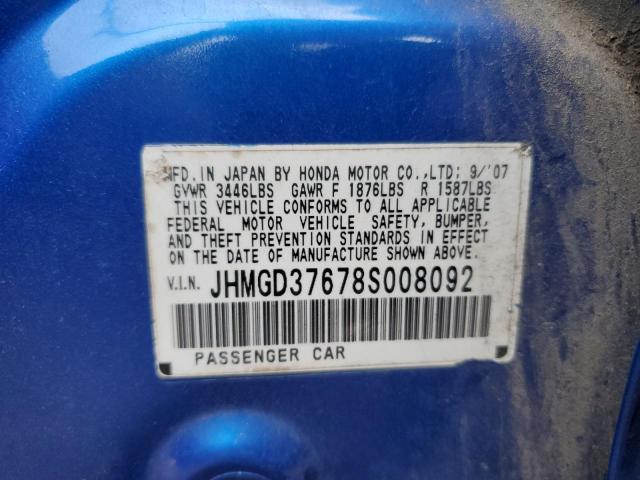 MFD. IN JAPAN BY HONDA MOTOR CO.,LTD; 9/'07
GVWR 3446LBS GAWR F 1876LBS R 1587LBS
THIS VEHICLE CONFORMS TO ALL APPLICABLE
FEDERAL MOTOR VEHICLE SAFETY, BUMPER,
AND THEFT PREVENTION STANDARDS IN EFFECT
ON THE DATE OF MANUFACTURE SHOWN ABOVE.
V.I.N. JHMGD37678S008092
PASSENGER CAR